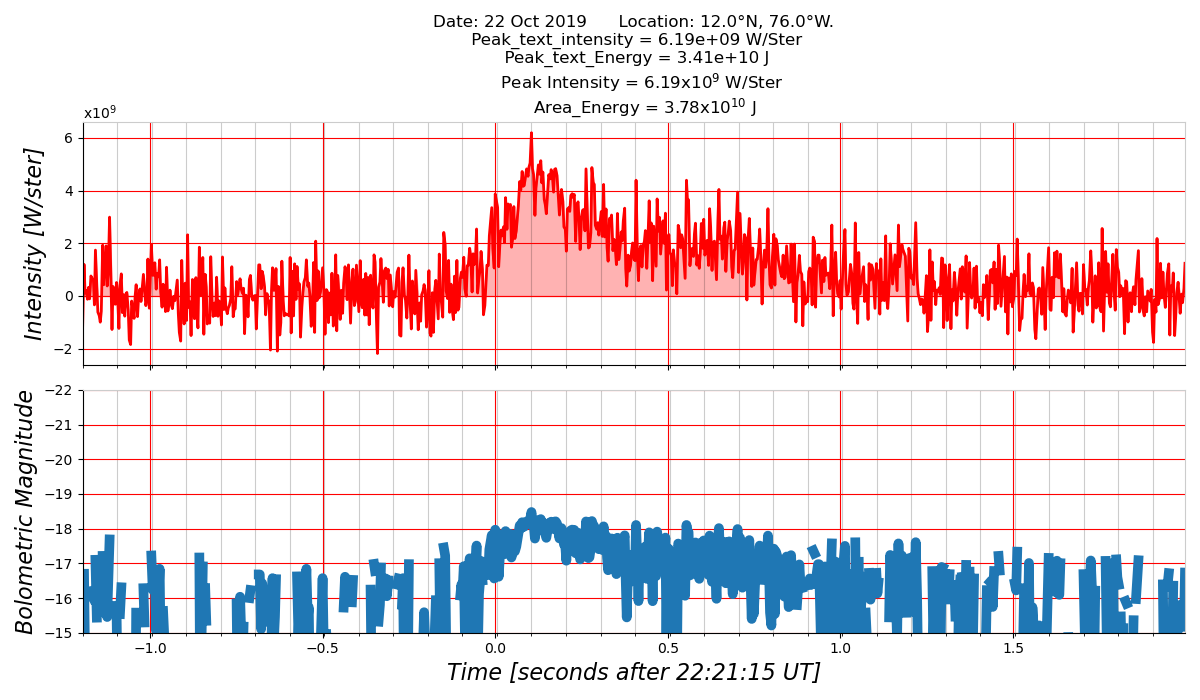 Date: 22 Oct 2019 Location: 12.0°N, 76.0°W.
Peak_text_intensity = 6.19e+09 W/Ster
Peak_text_Energy = 3.41e+10 J
Peak Intensity = 6.19x10⁹ W/Ster
Area_Energy = 3.78x10¹⁰ J
x10⁹
6
4
2
0
−2
Intensity [W/ster]
−22
−21
−20
−19
−18
−17
−16
−15
Bolometric Magnitude
−1.0 −0.5 0.0 0.5 1.0 1.5
Time [seconds after 22:21:15 UT]